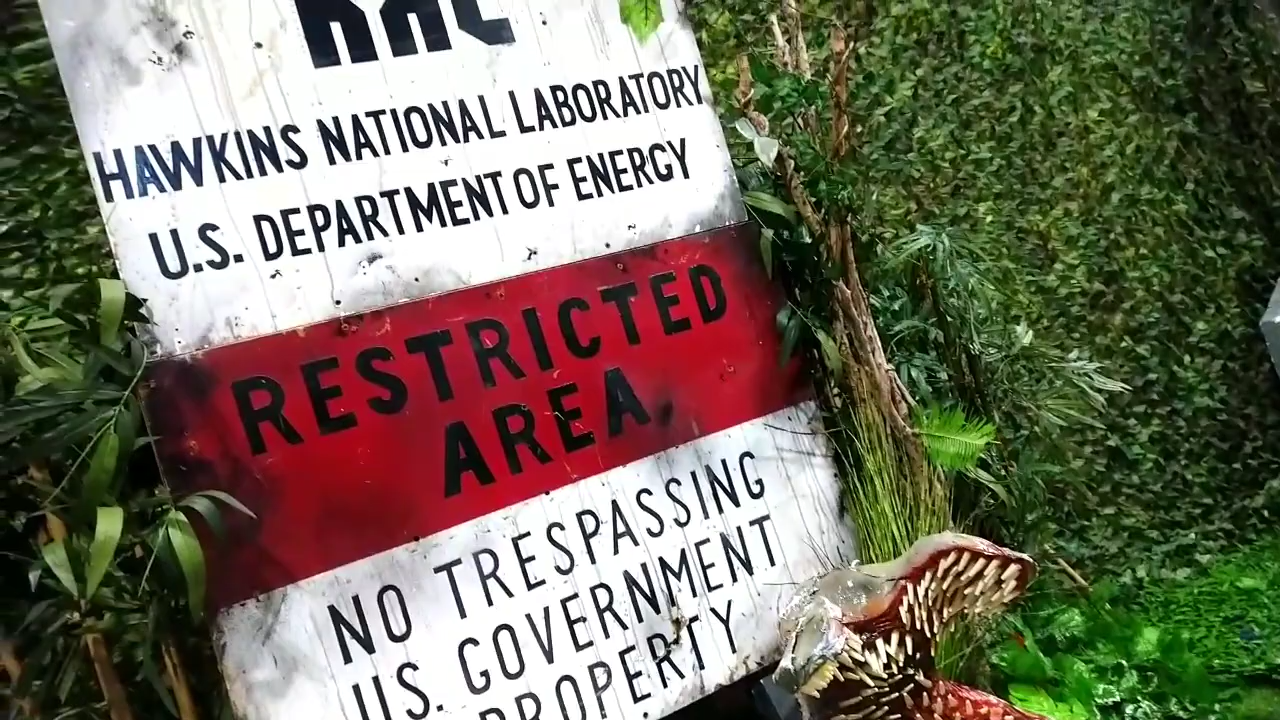 HAWKINS NATIONAL LABORATORY
U.S. DEPARTMENT OF ENERGY
RESTRICTED
AREA
NO TRESPASSING
U.S. GOVERNMENT
PROPERTY